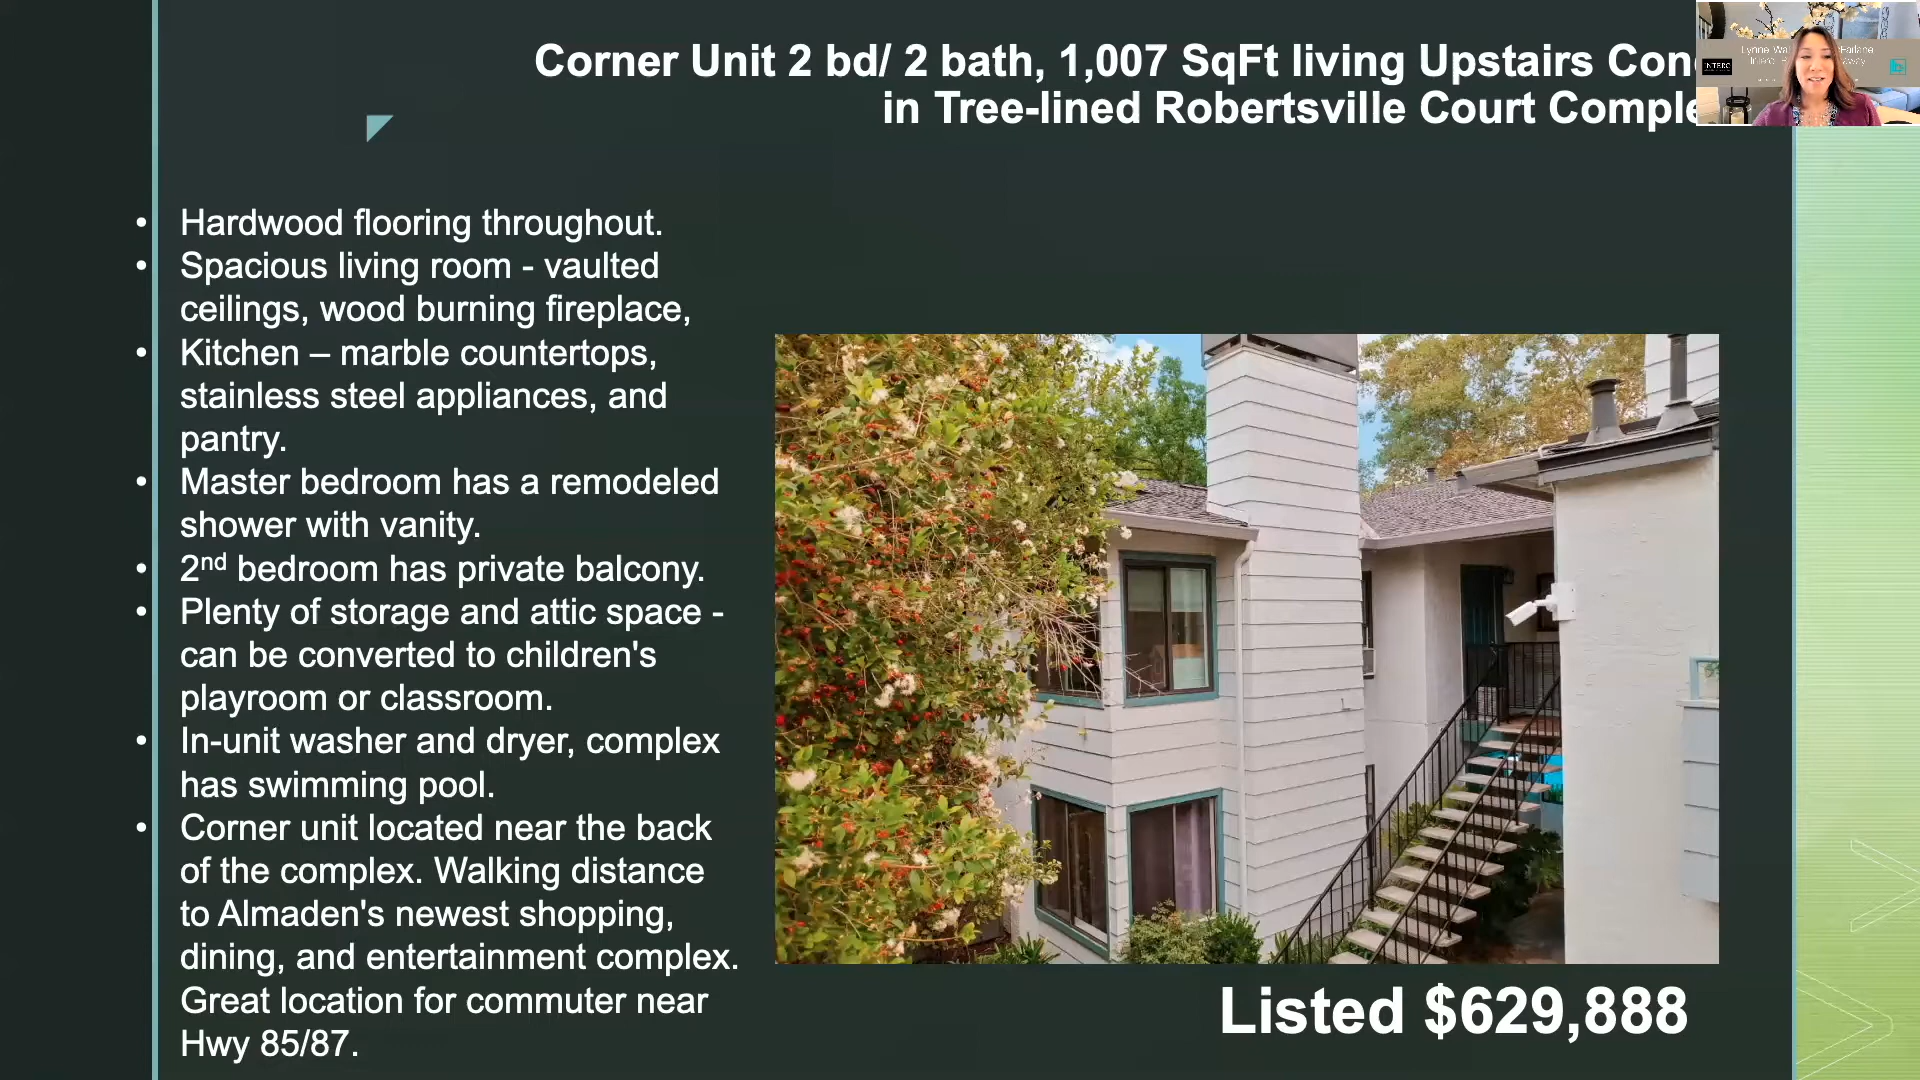 Corner Unit 2 bd/ 2 bath, 1,007 SqFt living Upstairs Con
in Tree-lined Robertsville Court Comple
INTERO
• Hardwood flooring throughout.
• Spacious living room - vaulted
ceilings, wood burning fireplace,
• Kitchen – marble countertops,
stainless steel appliances, and
pantry.
• Master bedroom has a remodeled
shower with vanity.
• 2nd bedroom has private balcony.
• Plenty of storage and attic space -
can be converted to children's
playroom or classroom.
• In-unit washer and dryer, complex
has swimming pool.
• Corner unit located near the back
of the complex. Walking distance
to Almaden's newest shopping,
dining, and entertainment complex.
Great location for commuter near
Hwy 85/87.
Listed $629,888